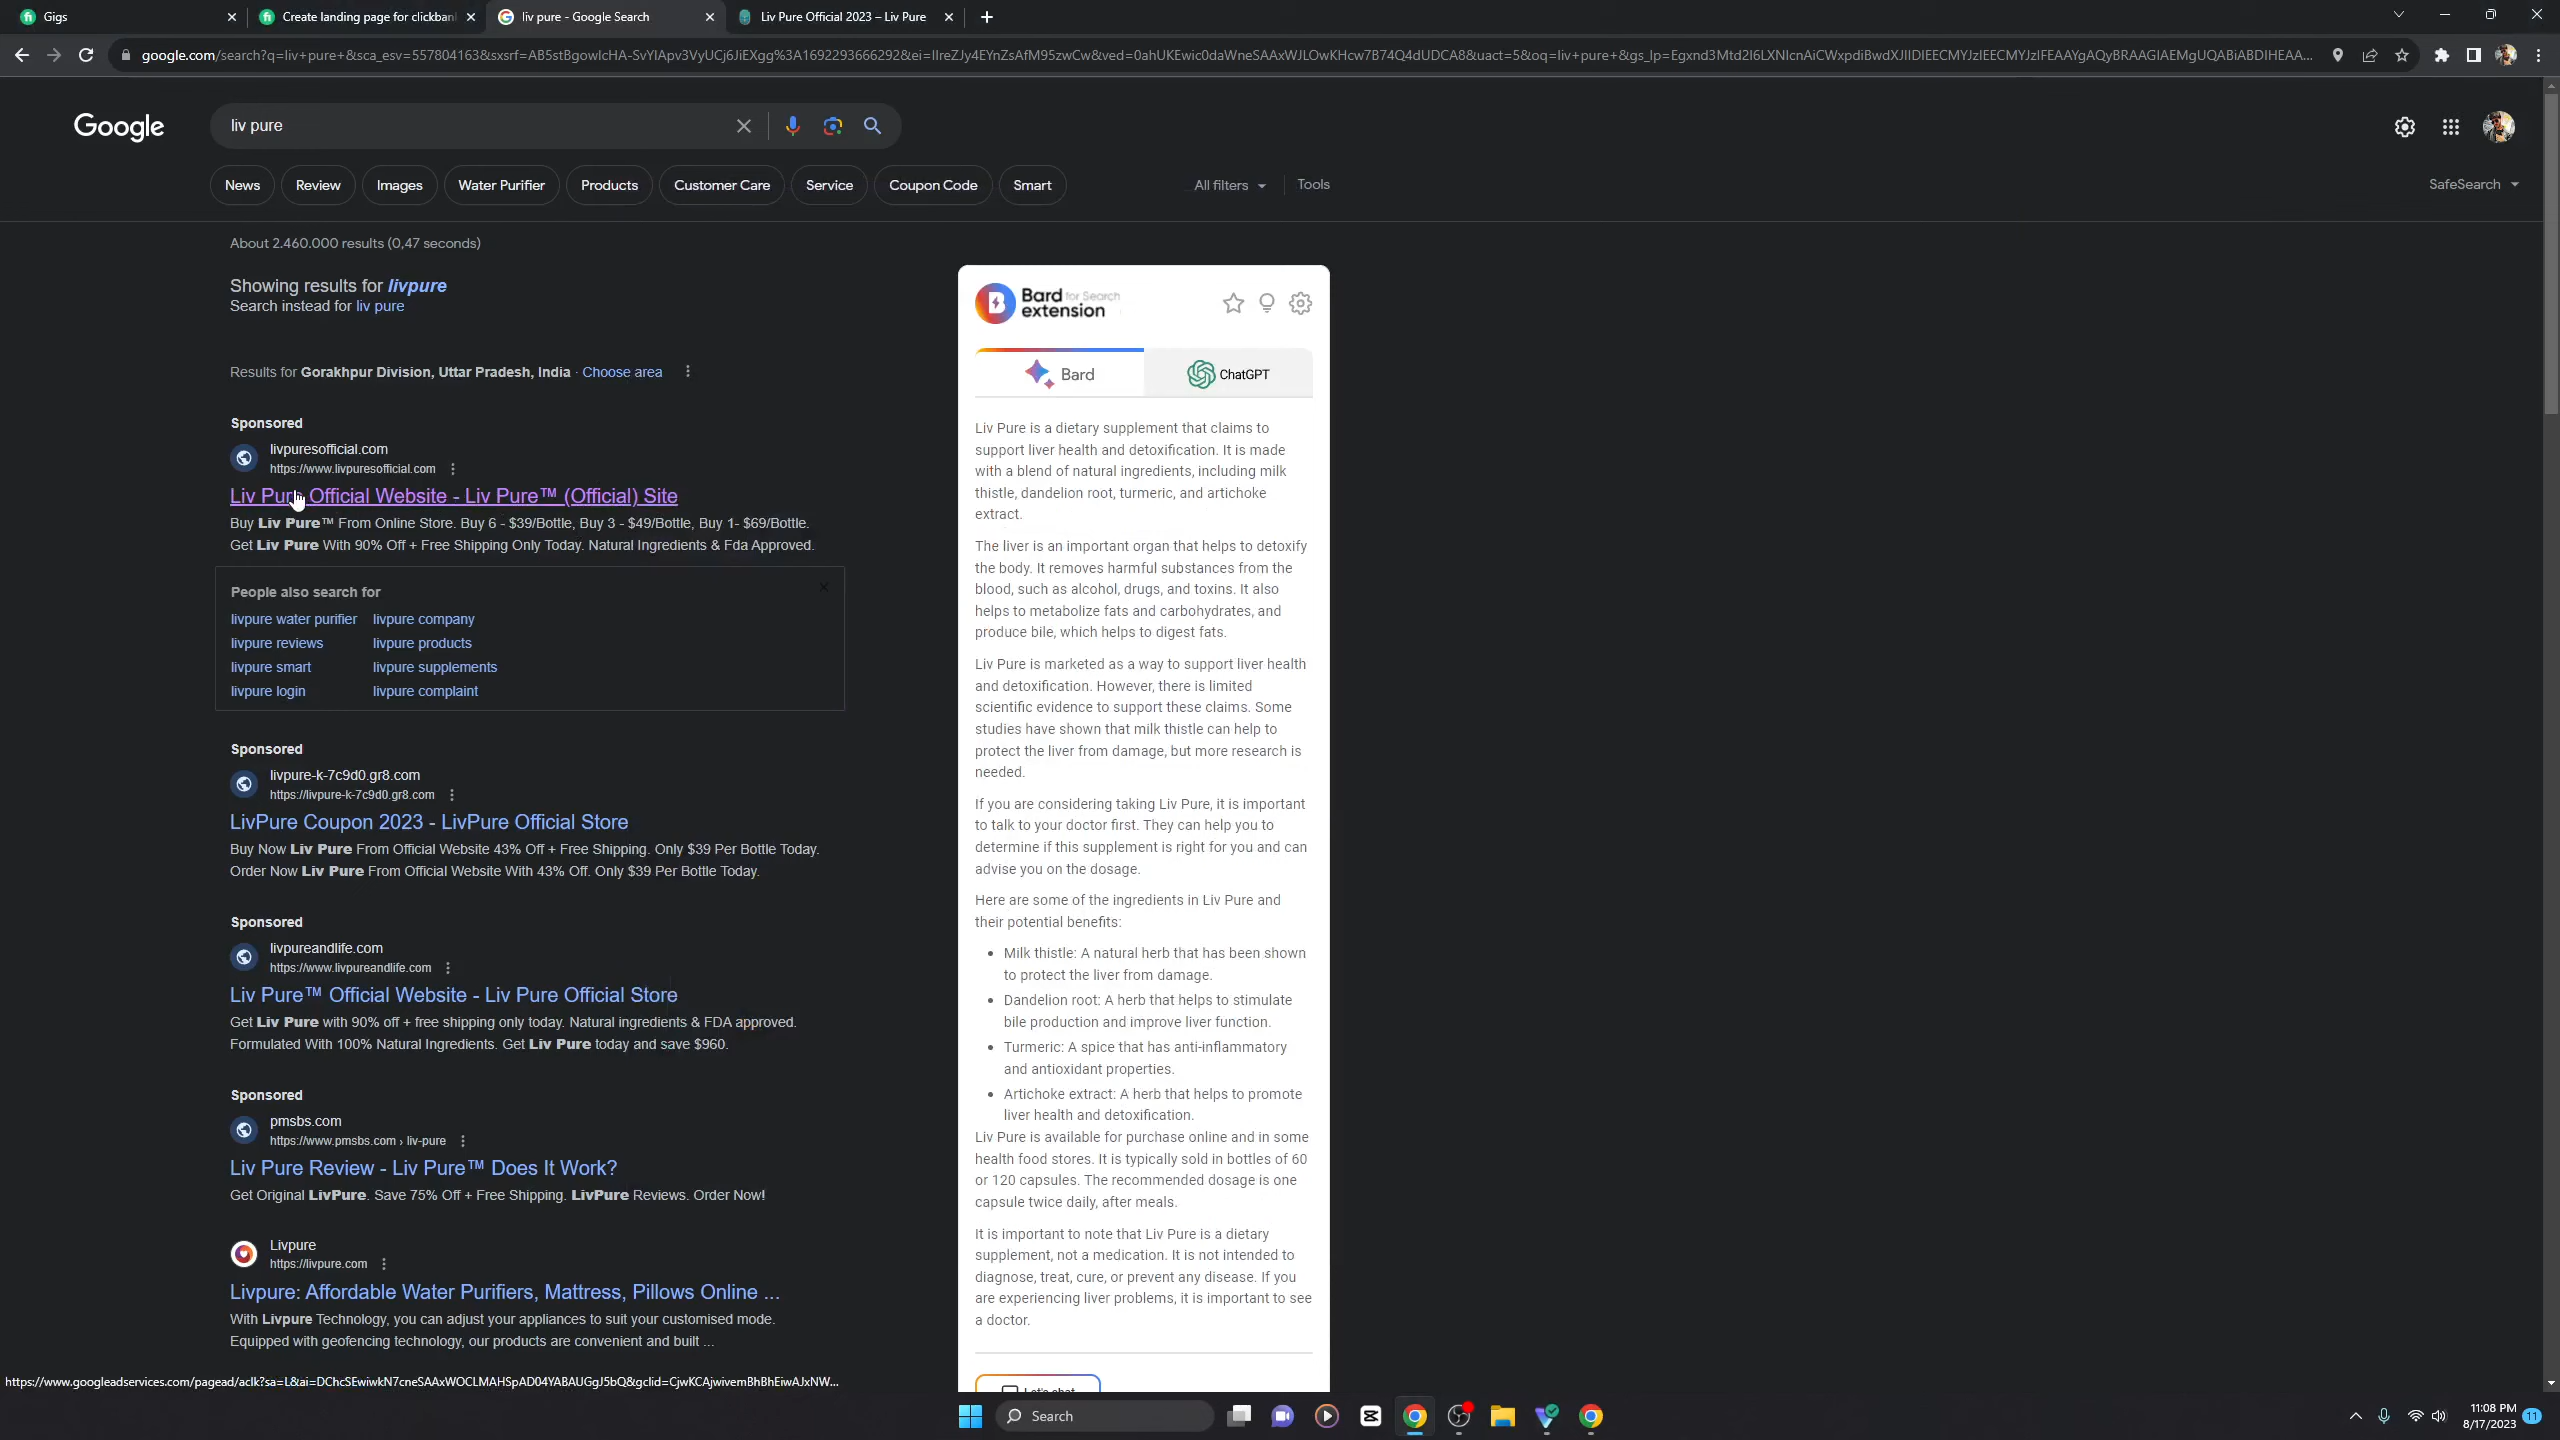 Gigs
Create landing page for clickban
liv pure - Google Search
Liv Pure Official 2023 – Liv Pure
Google
liv pure
News
Review
Images
Water Purifier
Products
Customer Care
Service
Coupon Code
Smart
All filters
Tools
SafeSearch
About 2.460.000 results (0,47 seconds)
Showing results for livpure
Search instead for liv pure
Results for Gorakhpur Division, Uttar Pradesh, India · Choose area
Sponsored
livpuresofficial.com
https://www.livpuresofficial.com
Liv Pure Official Website - Liv Pure™ (Official) Site
Buy Liv Pure™ From Online Store. Buy 6 - $39/Bottle, Buy 3 - $49/Bottle, Buy 1- $69/Bottle.
Get Liv Pure With 90% Off + Free Shipping Only Today. Natural Ingredients & Fda Approved.
People also search for
livpure water purifier livpure company
livpure reviews livpure products
livpure smart livpure supplements
livpure login livpure complaint
Sponsored
livpure-k-7c9d0.gr8.com
https://livpure-k-7c9d0.gr8.com
LivPure Coupon 2023 - LivPure Official Store
Buy Now Liv Pure From Official Website 43% Off + Free Shipping. Only $39 Per Bottle Today.
Order Now Liv Pure From Official Website With 43% Off. Only $39 Per Bottle Today.
Sponsored
livpureandlife.com
https://www.livpureandlife.com
Liv Pure™ Official Website - Liv Pure Official Store
Get Liv Pure with 90% off + free shipping only today. Natural ingredients & FDA approved.
Formulated With 100% Natural Ingredients. Get Liv Pure today and save $960.
Sponsored
pmsbs.com
https://www.pmsbs.com › liv-pure
Liv Pure Review - Liv Pure™ Does It Work?
Get Original LivPure. Save 75% Off + Free Shipping. LivPure Reviews. Order Now!
Livpure
https://livpure.com
Livpure: Affordable Water Purifiers, Mattress, Pillows Online ...
With Livpure Technology, you can adjust your appliances to suit your customised mode.
Equipped with geofencing technology, our products are convenient and built ...
Bard for Search
extension
Bard
ChatGPT
Liv Pure is a dietary supplement that claims to
support liver health and detoxification. It is made
with a blend of natural ingredients, including milk
thistle, dandelion root, turmeric, and artichoke
extract.
The liver is an important organ that helps to detoxify
the body. It removes harmful substances from the
blood, such as alcohol, drugs, and toxins. It also
helps to metabolize fats and carbohydrates, and
produce bile, which helps to digest fats.
Liv Pure is marketed as a way to support liver health
and detoxification. However, there is limited
scientific evidence to support these claims. Some
studies have shown that milk thistle can help to
protect the liver from damage, but more research is
needed.
If you are considering taking Liv Pure, it is important
to talk to your doctor first. They can help you to
determine if this supplement is right for you and can
advise you on the dosage.
Here are some of the ingredients in Liv Pure and
their potential benefits:
• Milk thistle: A natural herb that has been shown
to protect the liver from damage.
• Dandelion root: A herb that helps to stimulate
bile production and improve liver function.
• Turmeric: A spice that has anti-inflammatory
and antioxidant properties.
• Artichoke extract: A herb that helps to promote
liver health and detoxification.
Liv Pure is available for purchase online and in some
health food stores. It is typically sold in bottles of 60
or 120 capsules. The recommended dosage is one
capsule twice daily, after meals.
It is important to note that Liv Pure is a dietary
supplement, not a medication. It is not intended to
diagnose, treat, cure, or prevent any disease. If you
are experiencing liver problems, it is important to see
a doctor.
Search
11:08 PM
8/17/2023
11